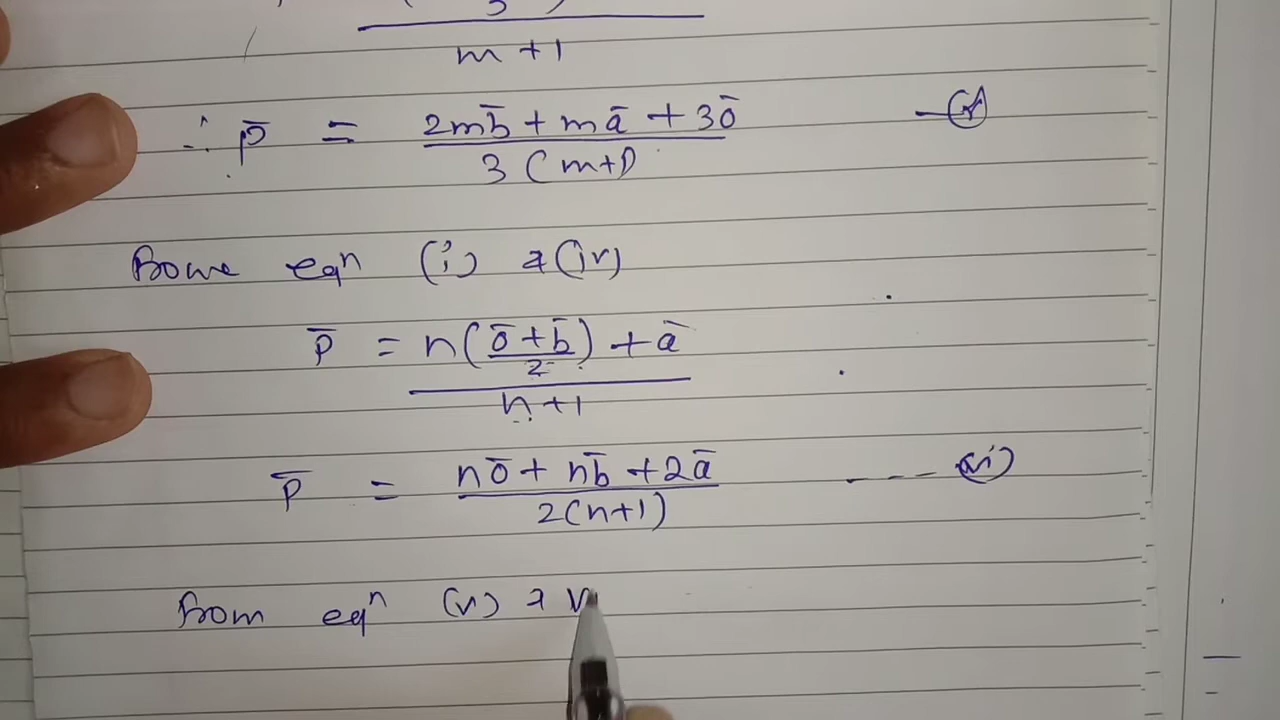 3
m + 1
∴ p̄ = 2mb̄ + mā + 3ō / 3(m+1) —(v)
From eqⁿ (i) & (iv)
p̄ = n(ō + b̄ / 2) + ā / n + 1
p̄ = nō + nb̄ + 2ā / 2(n+1) ---- (vi)
From eqⁿ (v) & v